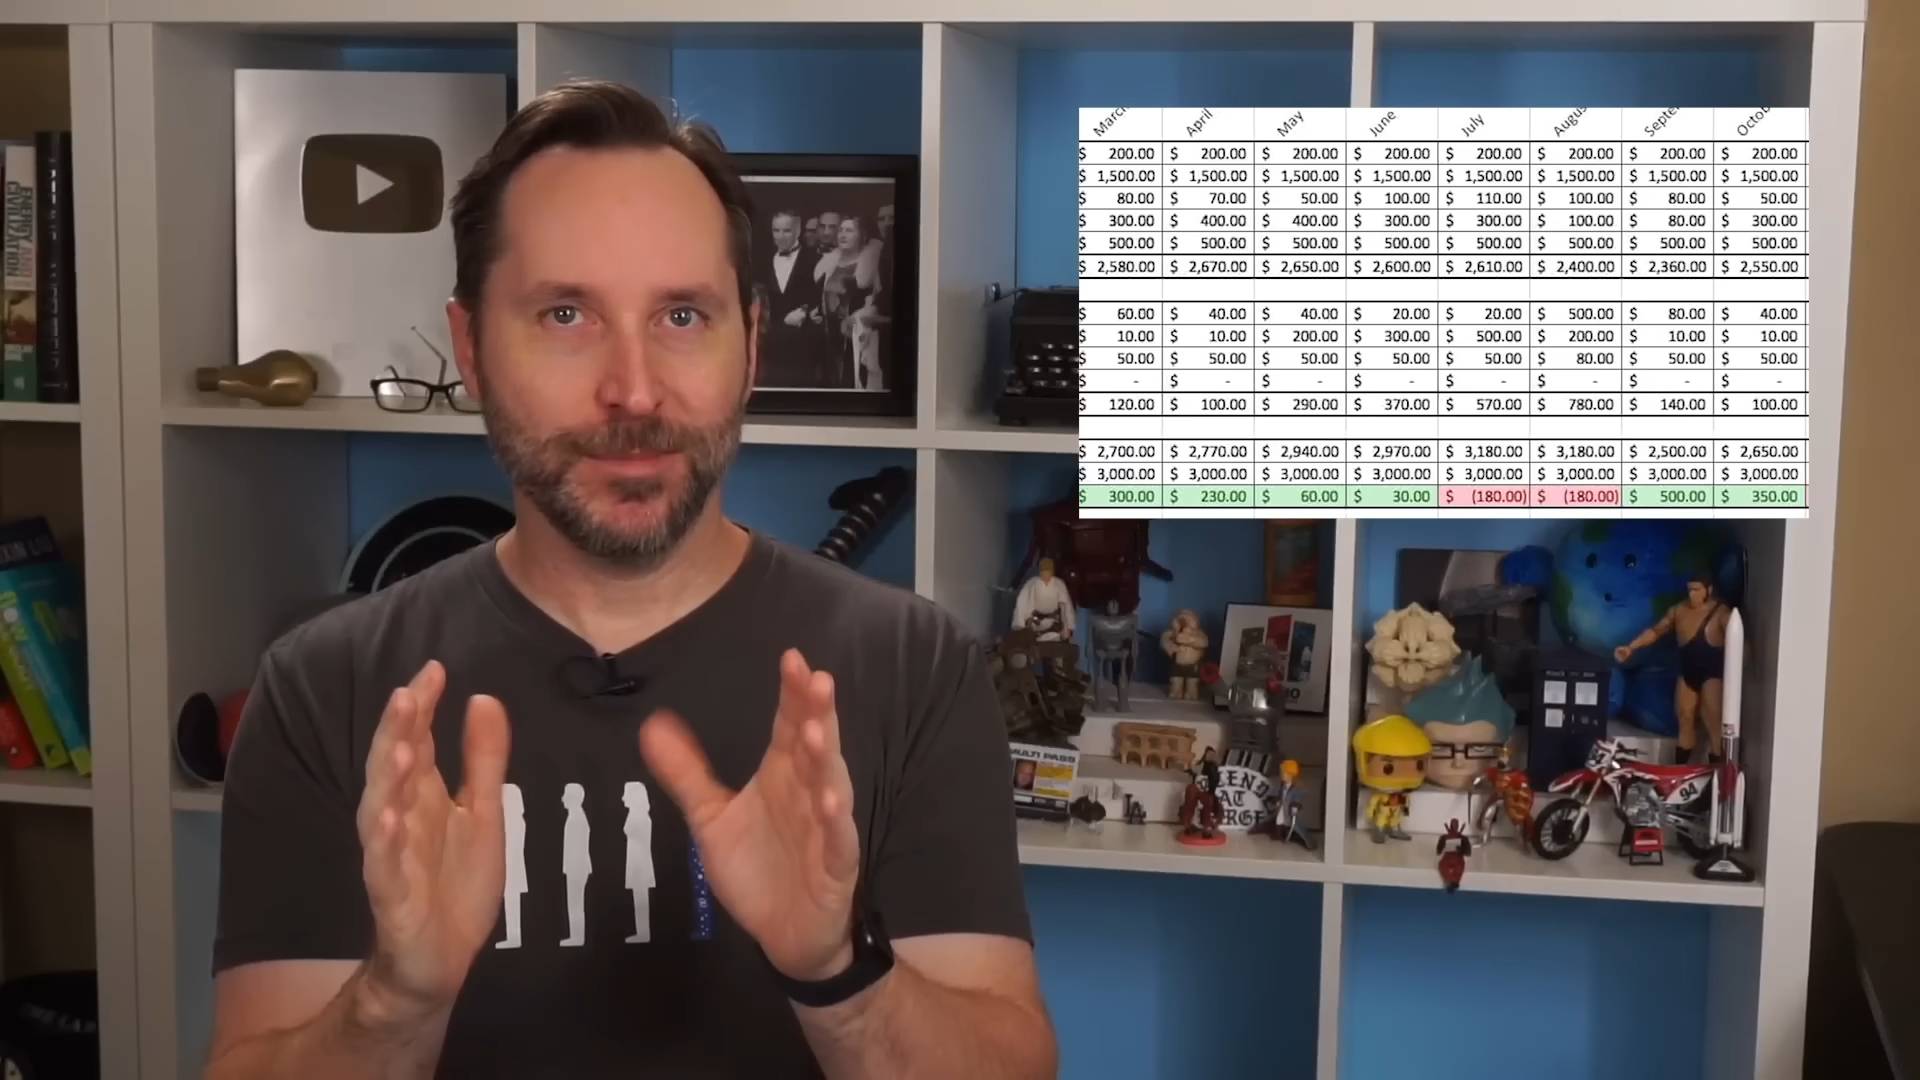 ENERGY AND
CIVILIZATION
March April May June July Augus Septe Octob
$ 200.00 $ 200.00 $ 200.00 $ 200.00 $ 200.00 $ 200.00 $ 200.00 $ 200.00
$ 1,500.00 $ 1,500.00 $ 1,500.00 $ 1,500.00 $ 1,500.00 $ 1,500.00 $ 1,500.00 $ 1,500.00
$ 80.00 $ 70.00 $ 50.00 $ 100.00 $ 110.00 $ 100.00 $ 80.00 $ 50.00
$ 300.00 $ 400.00 $ 400.00 $ 300.00 $ 300.00 $ 100.00 $ 80.00 $ 300.00
$ 500.00 $ 500.00 $ 500.00 $ 500.00 $ 500.00 $ 500.00 $ 500.00 $ 500.00
$ 2,580.00 $ 2,670.00 $ 2,650.00 $ 2,600.00 $ 2,610.00 $ 2,400.00 $ 2,360.00 $ 2,550.00
$ 60.00 $ 40.00 $ 40.00 $ 20.00 $ 20.00 $ 500.00 $ 80.00 $ 40.00
$ 10.00 $ 10.00 $ 200.00 $ 300.00 $ 500.00 $ 200.00 $ 10.00 $ 10.00
$ 50.00 $ 50.00 $ 50.00 $ 50.00 $ 50.00 $ 80.00 $ 50.00 $ 50.00
$ - $ - $ - $ - $ - $ - $ - $ -
$ 120.00 $ 100.00 $ 290.00 $ 370.00 $ 570.00 $ 780.00 $ 140.00 $ 100.00
$ 2,700.00 $ 2,770.00 $ 2,940.00 $ 2,970.00 $ 3,180.00 $ 3,180.00 $ 2,500.00 $ 2,650.00
$ 3,000.00 $ 3,000.00 $ 3,000.00 $ 3,000.00 $ 3,000.00 $ 3,000.00 $ 3,000.00 $ 3,000.00
$ 300.00 $ 230.00 $ 60.00 $ 30.00 $ (180.00) $ (180.00) $ 500.00 $ 350.00
MULTI PASS
LA
AT
94